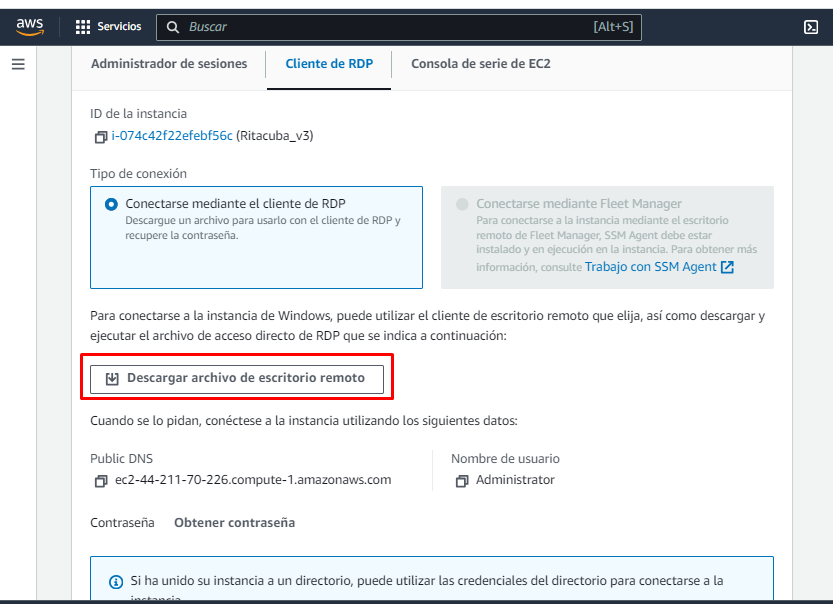 aws
Servicios
Buscar
[Alt+S]
Administrador de sesiones
Cliente de RDP
Consola de serie de EC2
ID de la instancia
i-074c42f22efebf56c (Ritacuba_v3)
Tipo de conexión
Conectarse mediante el cliente de RDP
Descargue un archivo para usarlo con el cliente de RDP y
recupere la contraseña.
Conectarse mediante Fleet Manager
Para conectarse a la instancia mediante el escritorio
remoto de Fleet Manager, SSM Agent debe estar
instalado y en ejecución en la instancia. Para obtener más
información, consulte Trabajo con SSM Agent
Para conectarse a la instancia de Windows, puede utilizar el cliente de escritorio remoto que elija, así como descargar y
ejecutar el archivo de acceso directo de RDP que se indica a continuación:
Descargar archivo de escritorio remoto
Cuando se lo pidan, conéctese a la instancia utilizando los siguientes datos:
Public DNS
ec2-44-211-70-226.compute-1.amazonaws.com
Nombre de usuario
Administrator
Contraseña Obtener contraseña
Si ha unido su instancia a un directorio, puede utilizar las credenciales del directorio para conectarse a la
instancia